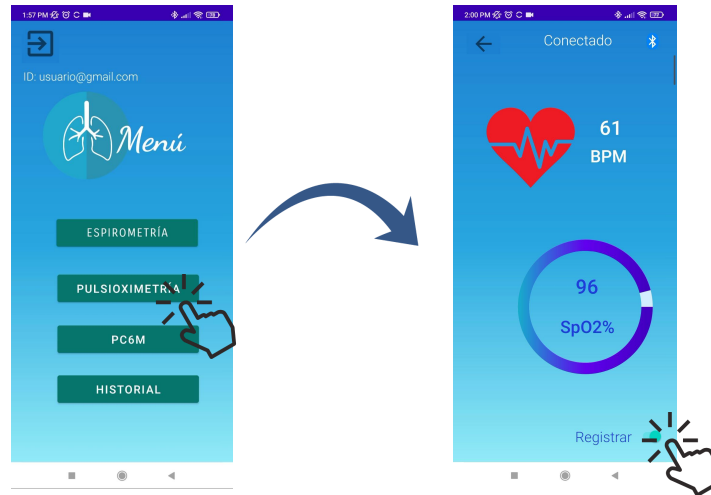 1:57 PM
ID: usuario@gmail.com
Menú
ESPIROMETRÍA
PULSIOXIMETRÍA
PC6M
HISTORIAL
2:00 PM
Conectado
61
BPM
96
SpO2%
Registrar